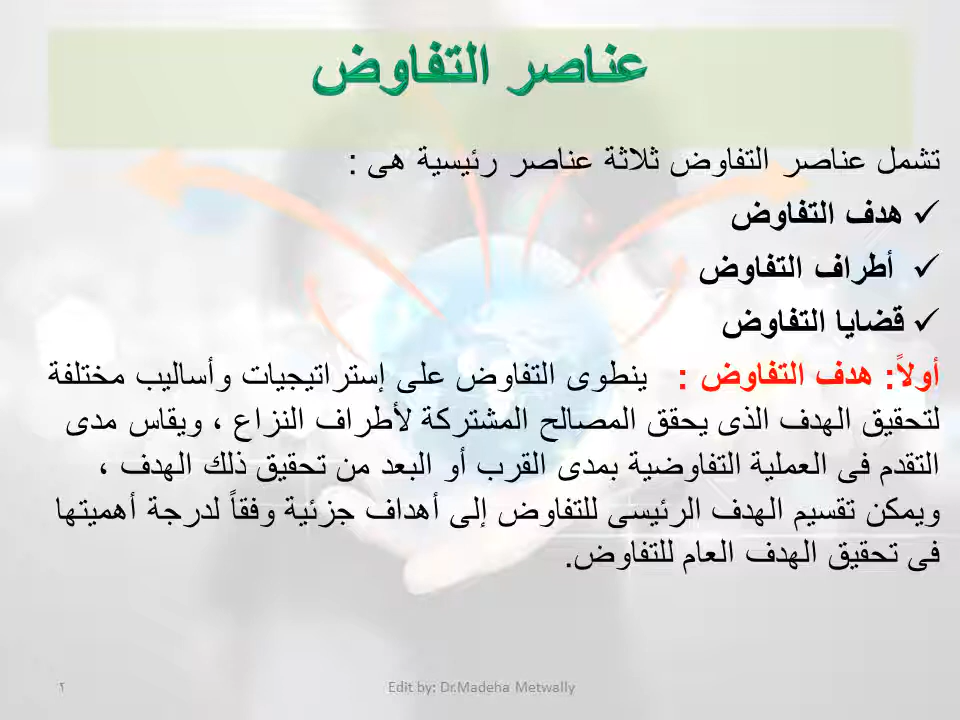 عناصر التفاوض
تشمل عناصر التفاوض ثلاثة عناصر رئيسية هى :
✓ هدف التفاوض
✓ أطراف التفاوض
✓ قضايا التفاوض
أولاً: هدف التفاوض : ينطوى التفاوض على إستراتيجيات وأساليب مختلفة
لتحقيق الهدف الذى يحقق المصالح المشتركة لأطراف النزاع ، ويقاس مدى
التقدم فى العملية التفاوضية بمدى القرب أو البعد من تحقيق ذلك الهدف ،
ويمكن تقسيم الهدف الرئيسى للتفاوض إلى أهداف جزئية وفقاً لدرجة أهميتها
فى تحقيق الهدف العام للتفاوض.
Edit by: Dr.Madeha Metwally
٢